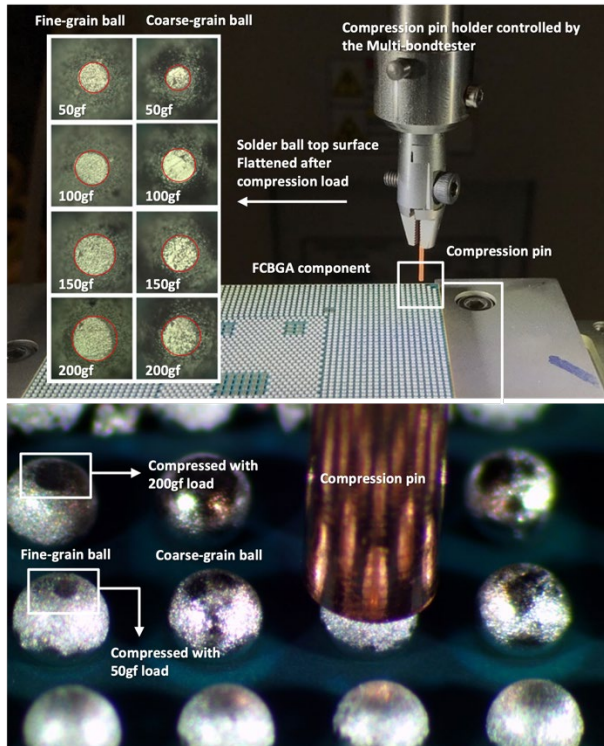 Fine-grain ball
Coarse-grain ball
50gf
50gf
100gf
100gf
150gf
150gf
200gf
200gf
Compression pin holder controlled by
the Multi-bondtester
Solder ball top surface
Flattened after
compression load
Compression pin
FCBGA component
Compressed with
200gf load
Compression pin
Fine-grain ball
Coarse-grain ball
Compressed with
50gf load